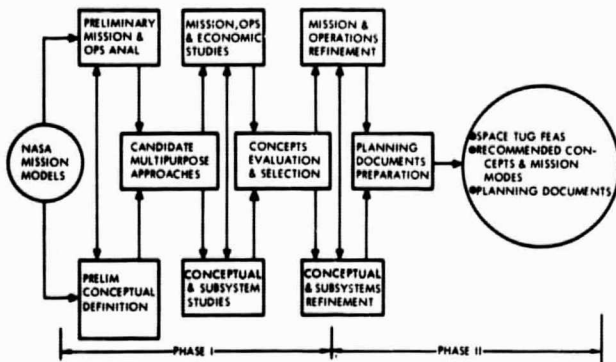 PRELIMINARY
MISSION &
OPS ANAL
MISSION, OPS
& ECONOMIC
STUDIES
MISSION &
OPERATIONS
REFINEMENT
NASA
MISSION
MODELS
CANDIDATE
MULTIPURPOSE
APPROACHES
CONCEPTS
EVALUATION
& SELECTION
PLANNING
DOCUMENTS
PREPARATION
●SPACE TUG FEAS
●RECOMMENDED CON-
CEPTS & MISSION
MODES
●PLANNING DOCUMENTS
PRELIM
CONCEPTUAL
DEFINITION
CONCEPTUAL
& SUBSYSTEM
STUDIES
CONCEPTUAL
& SUBSYSTEMS
REFINEMENT
PHASE I
PHASE II